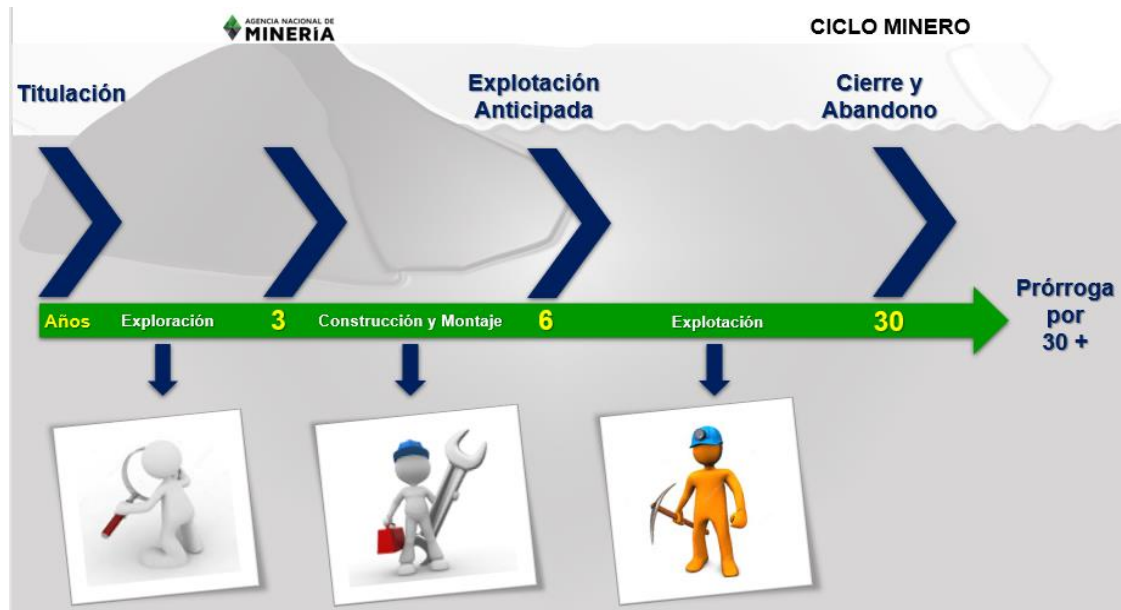 AGENCIA NACIONAL DE
MINERÍA
CICLO MINERO
Titulación
Explotación
Anticipada
Cierre y
Abandono
Años
Exploración
3
Construcción y Montaje
6
Explotación
30
Prórroga
por
30 +